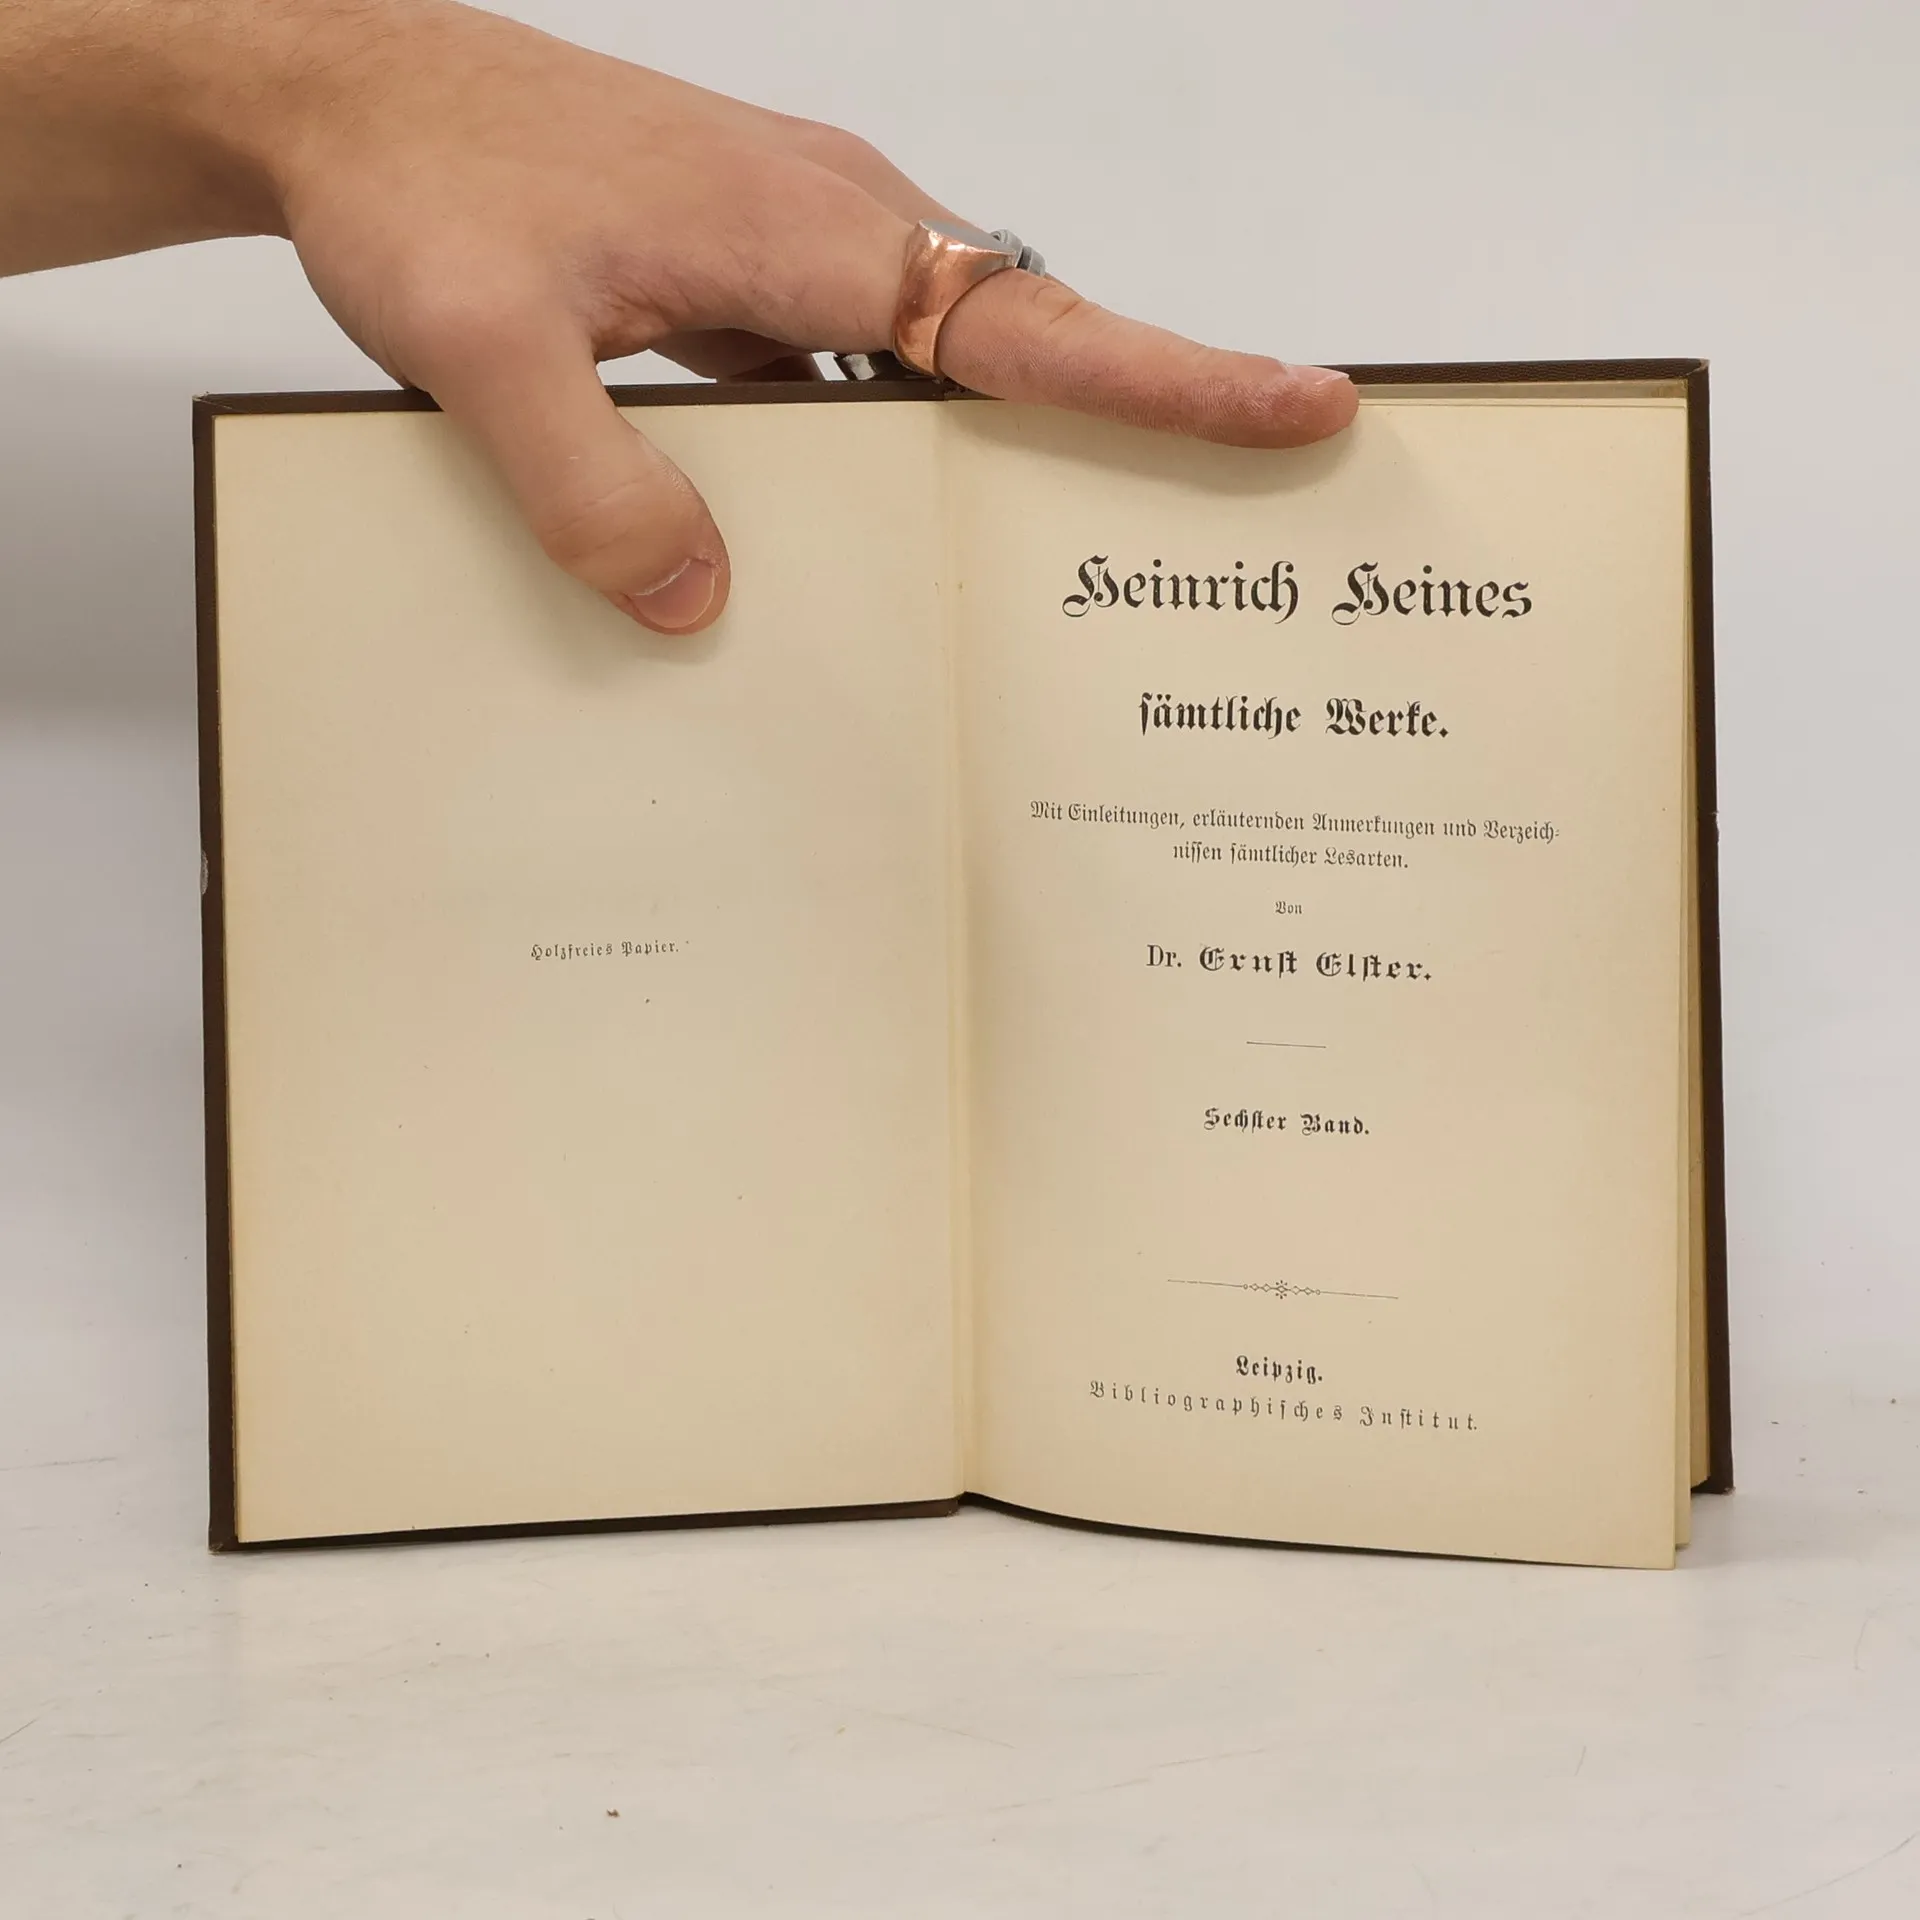 Holzfreies Papier.
Heinrich Heines
ſämtliche Werke.
Mit Einleitungen, erläuternden Anmerkungen und Verzeich⸗
niſſen ſämtlicher Lesarten.
Von
Dr. Ernſt Elſter.
Sechſter Band.
Leipzig.
Bibliographiſches Inſtitut.